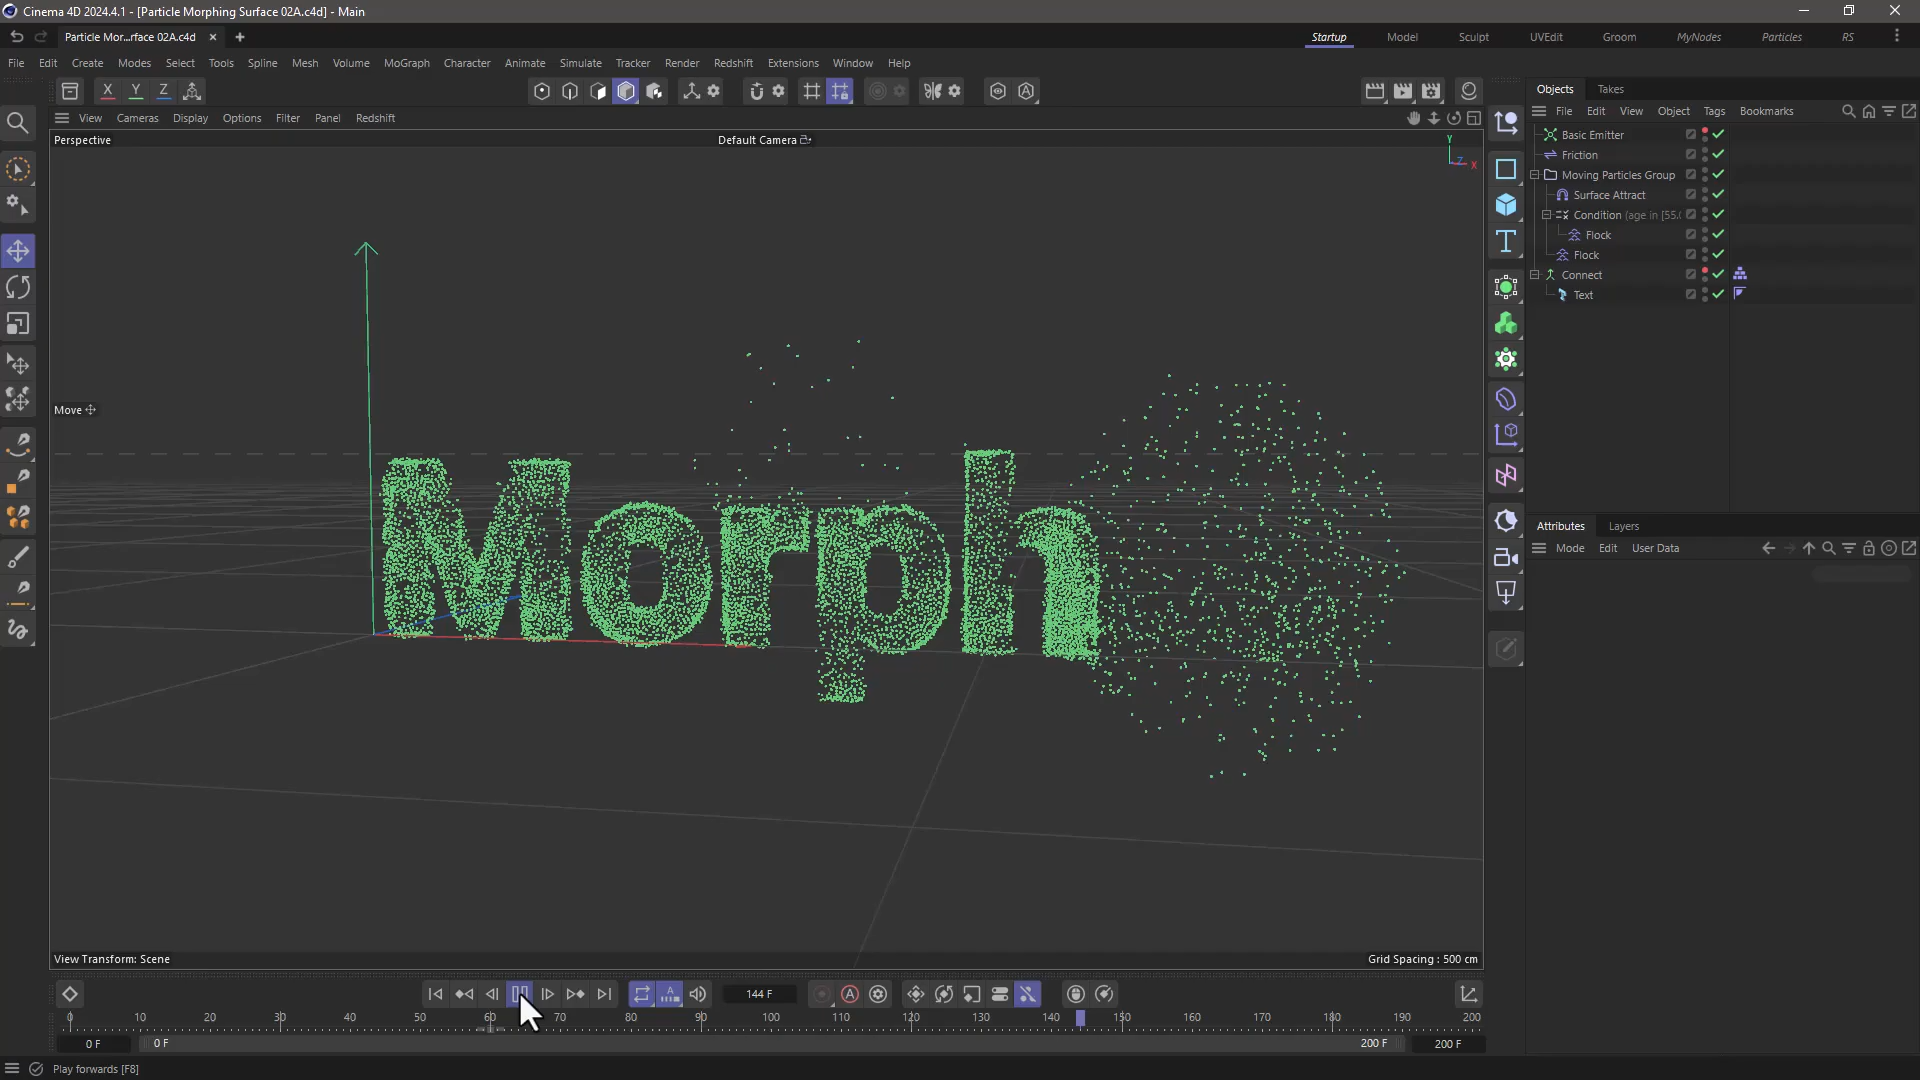 Cinema 4D 2024.4.1 - [Particle Morphing Surface 02A.c4d] - Main
Particle Mor...rface 02A.c4d
Startup Model Sculpt UVEdit Groom MyNodes Particles RS
File Edit Create Modes Select Tools Spline Mesh Volume MoGraph Character Animate Simulate Tracker Render Redshift Extensions Window Help
X Y Z
Objects Takes
View Cameras Display Options Filter Panel Redshift
File Edit View Object Tags Bookmarks
Perspective
Default Camera
Y
Z
X
Basic Emitter
Friction
Moving Particles Group
Surface Attract
Condition (age in [55.
Flock
Flock
Connect
Text
Move
Morph
Attributes Layers
Mode Edit User Data
View Transform: Scene
Grid Spacing : 500 cm
144 F
0 10 20 30 40 50 60 70 80 90 100 110 120 130 140 150 160 170 180 190 200
0 F
0 F
200 F
200 F
Play forwards [F8]